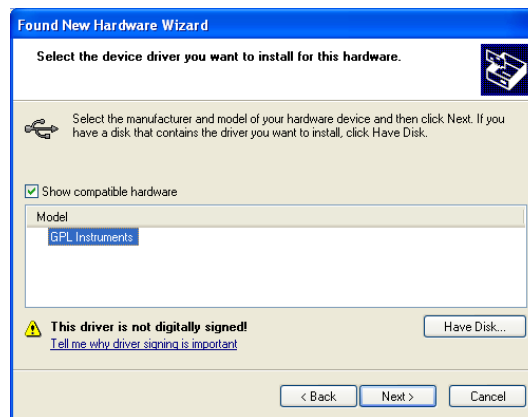 Found New Hardware Wizard
Select the device driver you want to install for this hardware.
Select the manufacturer and model of your hardware device and then click Next. If you
have a disk that contains the driver you want to install, click Have Disk.
Show compatible hardware
Model
GPL Instruments
This driver is not digitally signed!
Have Disk...
Tell me why driver signing is important
< Back
Next >
Cancel